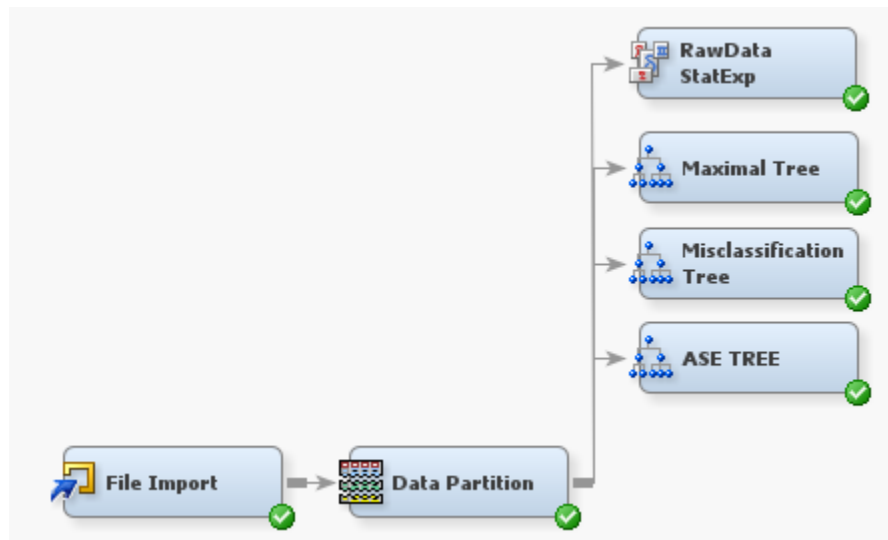 RawData
StatExp
Maximal Tree
Misclassification
Tree
ASE TREE
File Import
Data Partition